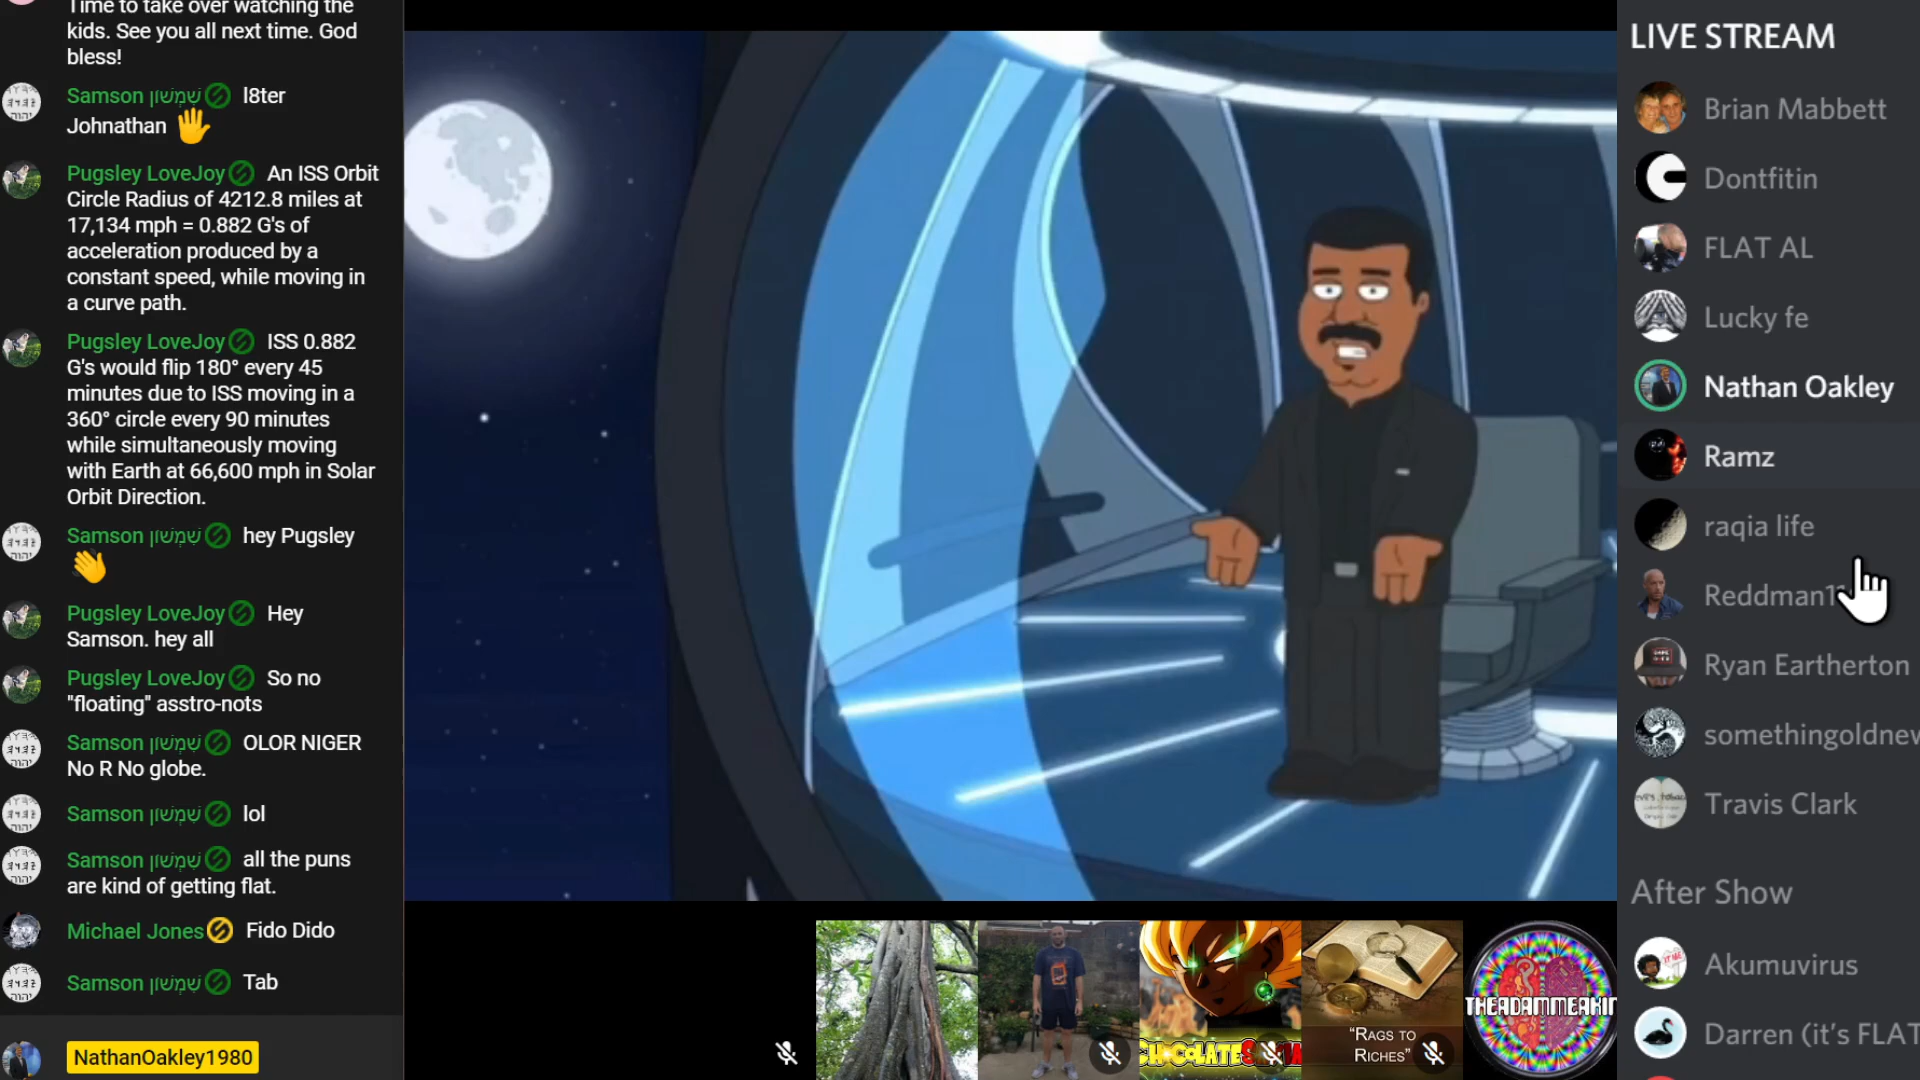 Time to take over watching the
kids. See you all next time. God
bless!
Samson שִׁמְשׁוֹן l8ter
Johnathan 🖐
Pugsley LoveJoy An ISS Orbit
Circle Radius of 4212.8 miles at
17,134 mph = 0.882 G's of
acceleration produced by a
constant speed, while moving in
a curve path.
Pugsley LoveJoy ISS 0.882
G's would flip 180° every 45
minutes due to ISS moving in a
360° circle every 90 minutes
while simultaneously moving
with Earth at 66,600 mph in Solar
Orbit Direction.
Samson שִׁמְשׁוֹן hey Pugsley
👋
Pugsley LoveJoy Hey
Samson. hey all
Pugsley LoveJoy So no
"floating" asstro-nots
Samson שִׁמְשׁוֹן OLOR NIGER
No R No globe.
Samson שִׁמְשׁוֹן lol
Samson שִׁמְשׁוֹן all the puns
are kind of getting flat.
Michael Jones Fido Dido
Samson שִׁמְשׁוֹן Tab
NathanOakley1980
"RAGS TO
RICHES"
THEADAMMEAKIN
LIVE STREAM
Brian Mabbett
Dontfitin
FLAT AL
Lucky fe
Nathan Oakley
Ramz
raqia life
Reddman1
Ryan Eartherton
somethingoldnew
Travis Clark
After Show
Akumuvirus
Darren (it's FLAT